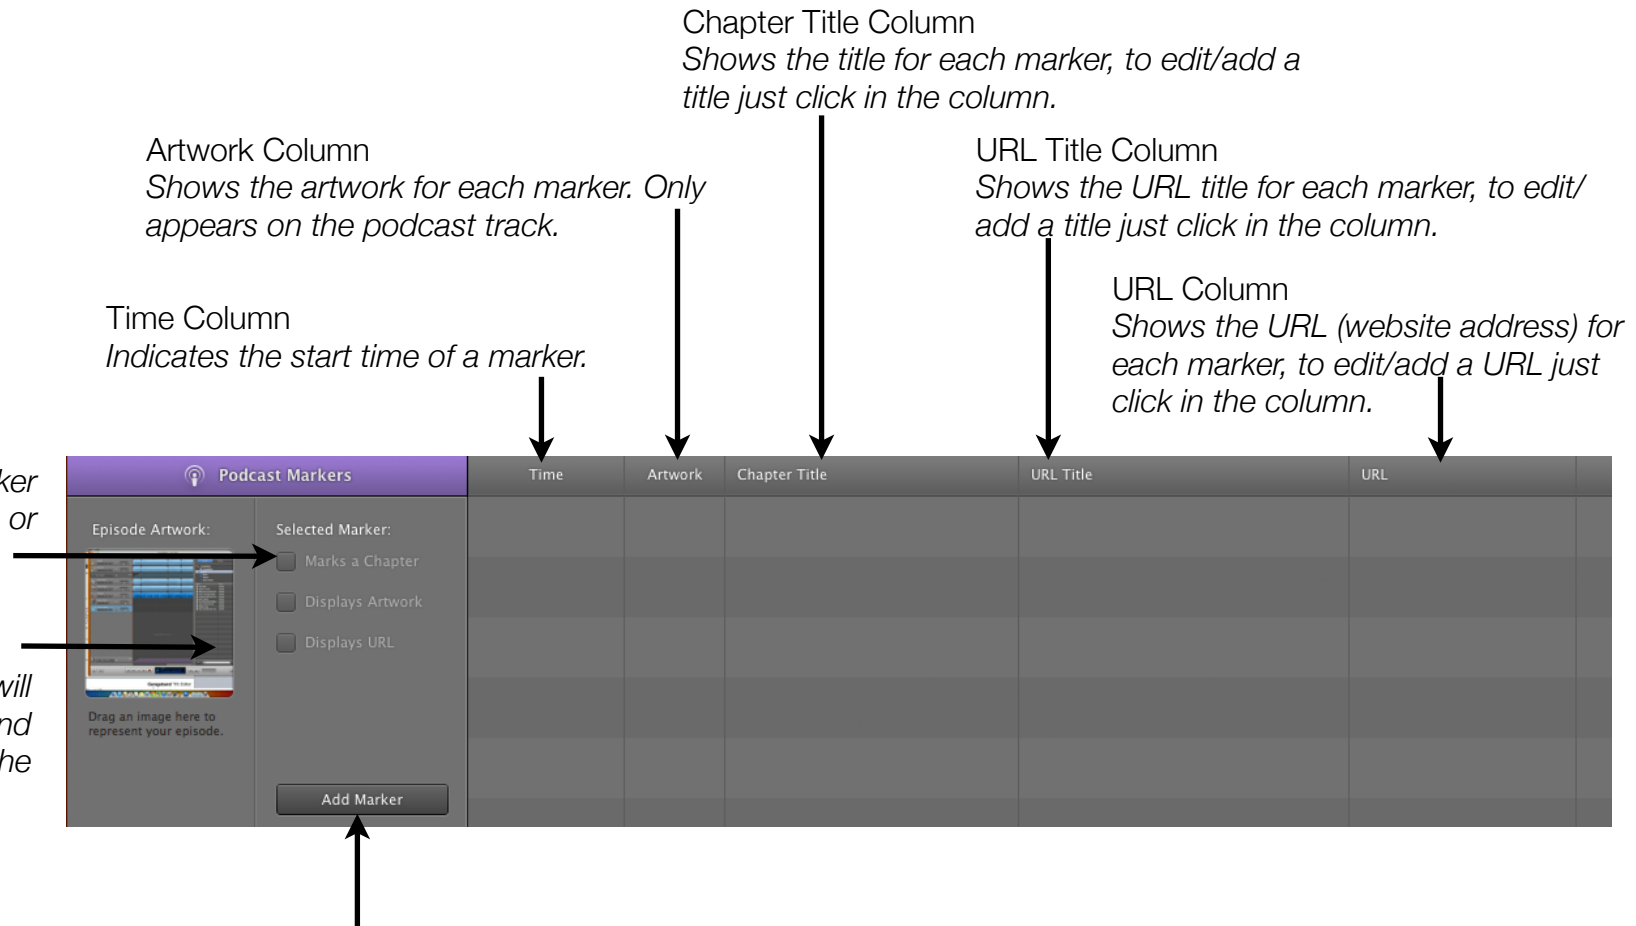 Chapter Title Column
Shows the title for each marker, to edit/add a
title just click in the column.
Artwork Column
Shows the artwork for each marker. Only
appears on the podcast track.
URL Title Column
Shows the URL title for each marker, to edit/
add a title just click in the column.
Time Column
Indicates the start time of a marker.
URL Column
Shows the URL (website address) for
each marker, to edit/add a URL just
click in the column.
or
Podcast Markers
Time
Artwork
Chapter Title
URL Title
URL
Episode Artwork:
Drag an image here to
represent your episode.
Selected Marker:
Marks a Chapter
Displays Artwork
Displays URL
Add Marker